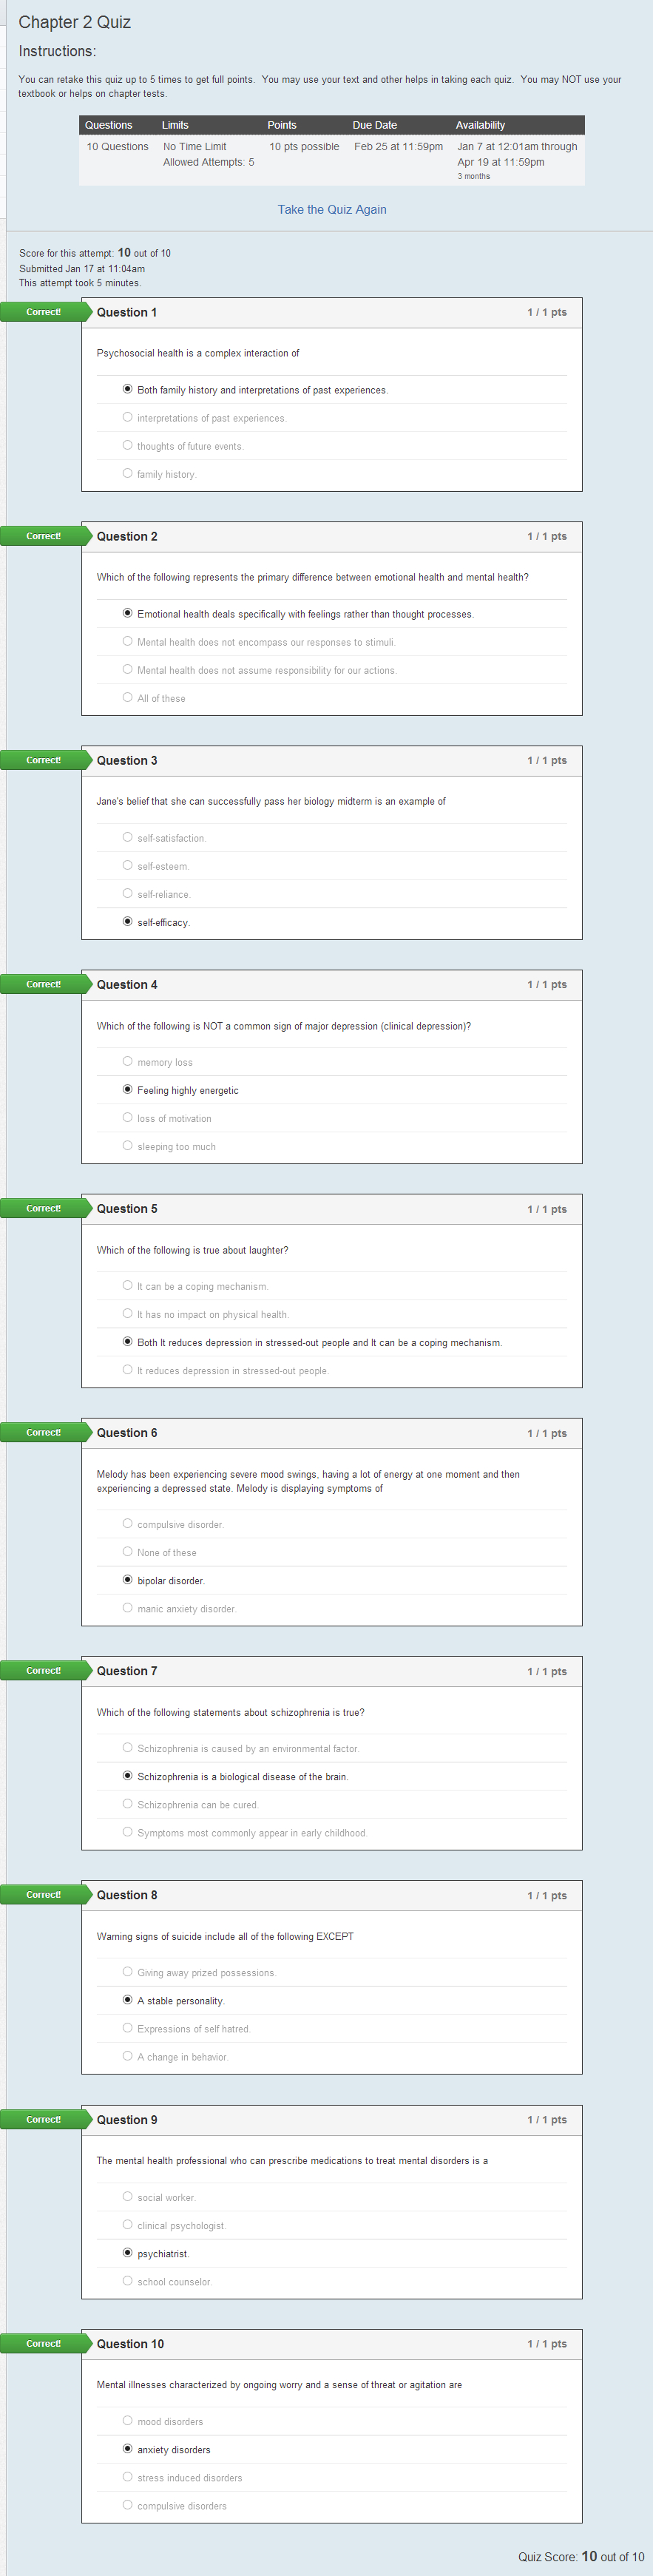 Chapter 2 Quiz
Instructions:
You can retake this quiz up to 5 times to get full points.  You may use your text and other helps in taking each quiz.  You may NOT use your
textbook or helps on chapter tests.
Questions Limits Points Due Date Availability
10 Questions No Time Limit 10 pts possible Feb 25 at 11:59pm Jan 7 at 12:01am through
Allowed Attempts: 5 Apr 19 at 11:59pm
3 months
Take the Quiz Again
Score for this attempt: 10 out of 10
Submitted Jan 17 at 11:04am
This attempt took 5 minutes.
Correct! Question 1 1 / 1 pts
Psychosocial health is a complex interaction of
Both family history and interpretations of past experiences.
interpretations of past experiences.
thoughts of future events.
family history.
Correct! Question 2 1 / 1 pts
Which of the following represents the primary difference between emotional health and mental health?
Emotional health deals specifically with feelings rather than thought processes.
Mental health does not encompass our responses to stimuli.
Mental health does not assume responsibility for our actions.
All of these
Correct! Question 3 1 / 1 pts
Jane's belief that she can successfully pass her biology midterm is an example of
self-satisfaction.
self-esteem.
self-reliance.
self-efficacy.
Correct! Question 4 1 / 1 pts
Which of the following is NOT a common sign of major depression (clinical depression)?
memory loss
Feeling highly energetic
loss of motivation
sleeping too much
Correct! Question 5 1 / 1 pts
Which of the following is true about laughter?
It can be a coping mechanism.
It has no impact on physical health.
Both It reduces depression in stressed-out people and It can be a coping mechanism.
It reduces depression in stressed-out people.
Correct! Question 6 1 / 1 pts
Melody has been experiencing severe mood swings, having a lot of energy at one moment and then
experiencing a depressed state. Melody is displaying symptoms of
compulsive disorder.
None of these
bipolar disorder.
manic anxiety disorder.
Correct! Question 7 1 / 1 pts
Which of the following statements about schizophrenia is true?
Schizophrenia is caused by an environmental factor.
Schizophrenia is a biological disease of the brain.
Schizophrenia can be cured.
Symptoms most commonly appear in early childhood.
Correct! Question 8 1 / 1 pts
Warning signs of suicide include all of the following EXCEPT
Giving away prized possessions.
A stable personality.
Expressions of self hatred.
A change in behavior.
Correct! Question 9 1 / 1 pts
The mental health professional who can prescribe medications to treat mental disorders is a
social worker.
clinical psychologist.
psychiatrist.
school counselor.
Correct! Question 10 1 / 1 pts
Mental illnesses characterized by ongoing worry and a sense of threat or agitation are
mood disorders
anxiety disorders
stress induced disorders
compulsive disorders
Quiz Score: 10 out of 10